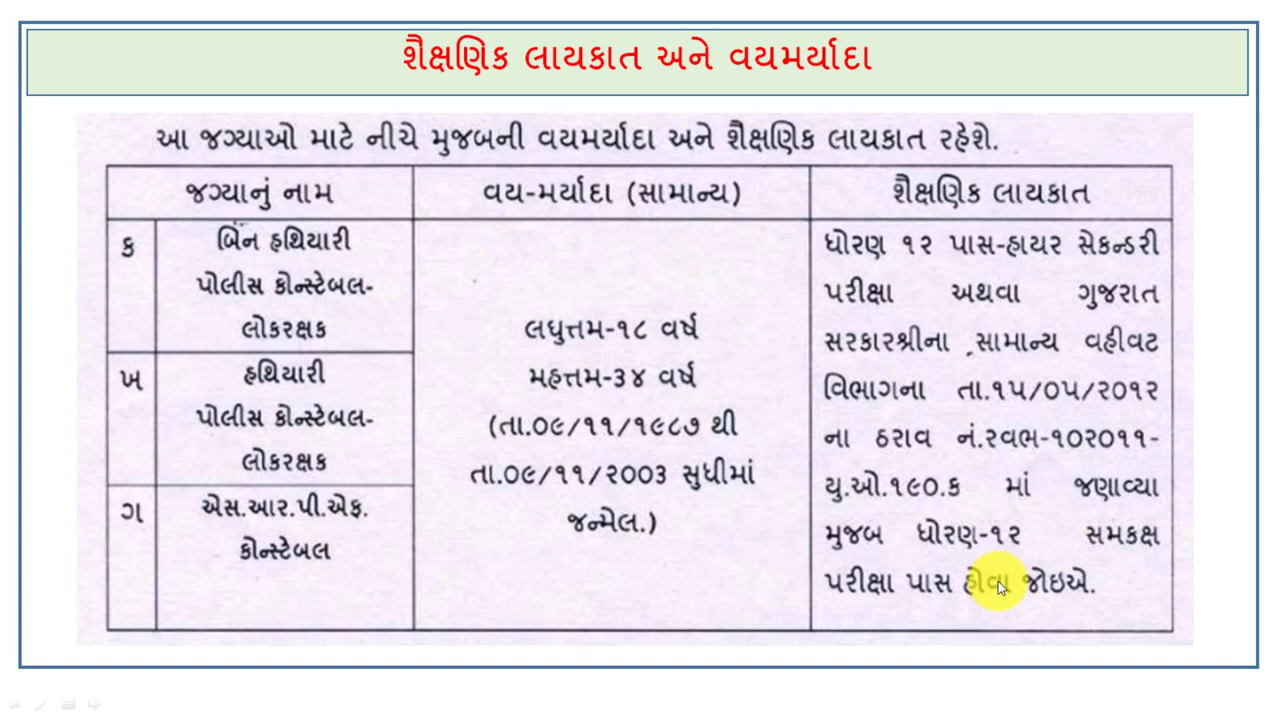 શૈક્ષણિક લાયકાત અને વયમર્યાદા
આ જગ્યાઓ માટે નીચે મુજબની વયમર્યાદા અને શૈક્ષણિક લાયકાત રહેશે.
જગ્યાનું નામ
વય-મર્યાદા (સામાન્ય)
શૈક્ષણિક લાયકાત
ક
બિન હથિયારી
પોલીસ કોન્સ્ટેબલ-
લોકરક્ષક
ખ
હથિયારી
પોલીસ કોન્સ્ટેબલ-
લોકરક્ષક
ગ
એસ.આર.પી.એફ.
કોન્સ્ટેબલ
લઘુત્તમ-૧૮ વર્ષ
મહત્તમ-૩૪ વર્ષ
(તા.૦૯/૧૧/૧૯૮૭ થી
તા.૦૯/૧૧/૨૦૦૩ સુધીમાં
જન્મેલ.)
ધોરણ ૧૨ પાસ-હાયર સેકન્ડરી
પરીક્ષા અથવા ગુજરાત
સરકારશ્રીના સામાન્ય વહીવટ
વિભાગના તા.૧૫/૦૫/૨૦૧૨
ના ઠરાવ નં.રવભ-૧૦૨૦૧૧-
યુ.ઓ.૧૯૦.ક માં જણાવ્યા
મુજબ ધોરણ-૧૨ સમકક્ષ
પરીક્ષા પાસ હોવા જોઇએ.